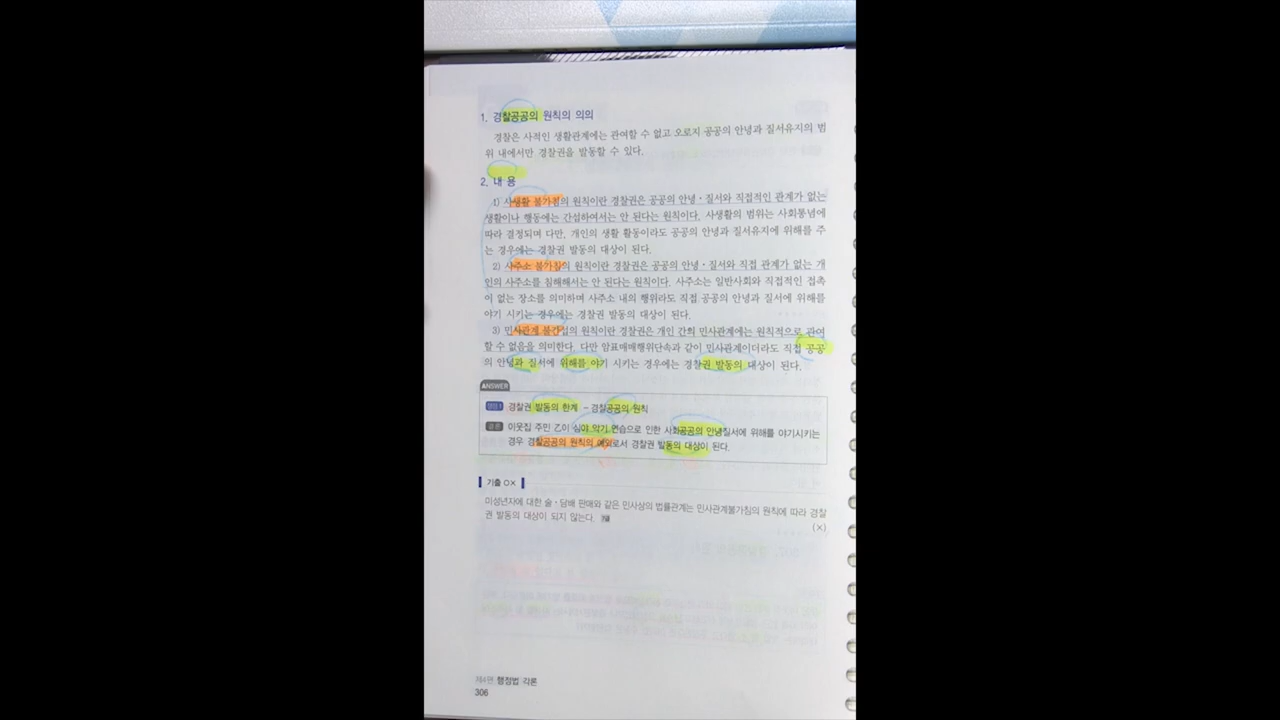 1. 경찰공공의 원칙의 의의
경찰은 사적인 생활관계에는 관여할 수 없고 오로지 공공의 안녕과 질서유지의 범
위 내에서만 경찰권을 발동할 수 있다.
2. 내 용
1) 사생활 불가침의 원칙이란 경찰권은 공공의 안녕・질서와 직접적인 관계가 없는
생활이나 행동에는 간섭하여서는 안 된다는 원칙이다. 사생활의 범위는 사회통념에
따라 결정되며 다만, 개인의 생활 활동이라도 공공의 안녕과 질서유지에 위해를 주
는 경우에는 경찰권 발동의 대상이 된다.
2) 사주소 불가침의 원칙이란 경찰권은 공공의 안녕・질서와 직접 관계가 없는 개
인의 사주소를 침해해서는 안 된다는 원칙이다. 사주소는 일반사회와 직접적인 접촉
이 없는 장소를 의미하며 사주소 내의 행위라도 직접 공공의 안녕과 질서에 위해를
야기 시키는 경우에는 경찰권 발동의 대상이 된다.
3) 민사관계 불간섭의 원칙이란 경찰권은 개인 간의 민사관계에는 원칙적으로 관여
할 수 없음을 의미한다. 다만 암표매매행위단속과 같이 민사관계이더라도 직접 공공
의 안녕과 질서에 위해를 야기 시키는 경우에는 경찰권 발동의 대상이 된다.
ANSWER
쟁점1 경찰권 발동의 한계 - 경찰공공의 원칙
결론 이웃집 주민 乙이 심야 악기 연습으로 인한 사회공공의 안녕질서에 위해를 야기시키는
경우 경찰공공의 원칙의 예외로서 경찰권 발동의 대상이 된다.
기출 O×
미성년자에 대한 술・담배 판매와 같은 민사상의 법률관계는 민사관계불가침의 원칙에 따라 경찰
권 발동의 대상이 되지 않는다.
(×)
제4편 행정법 각론
306